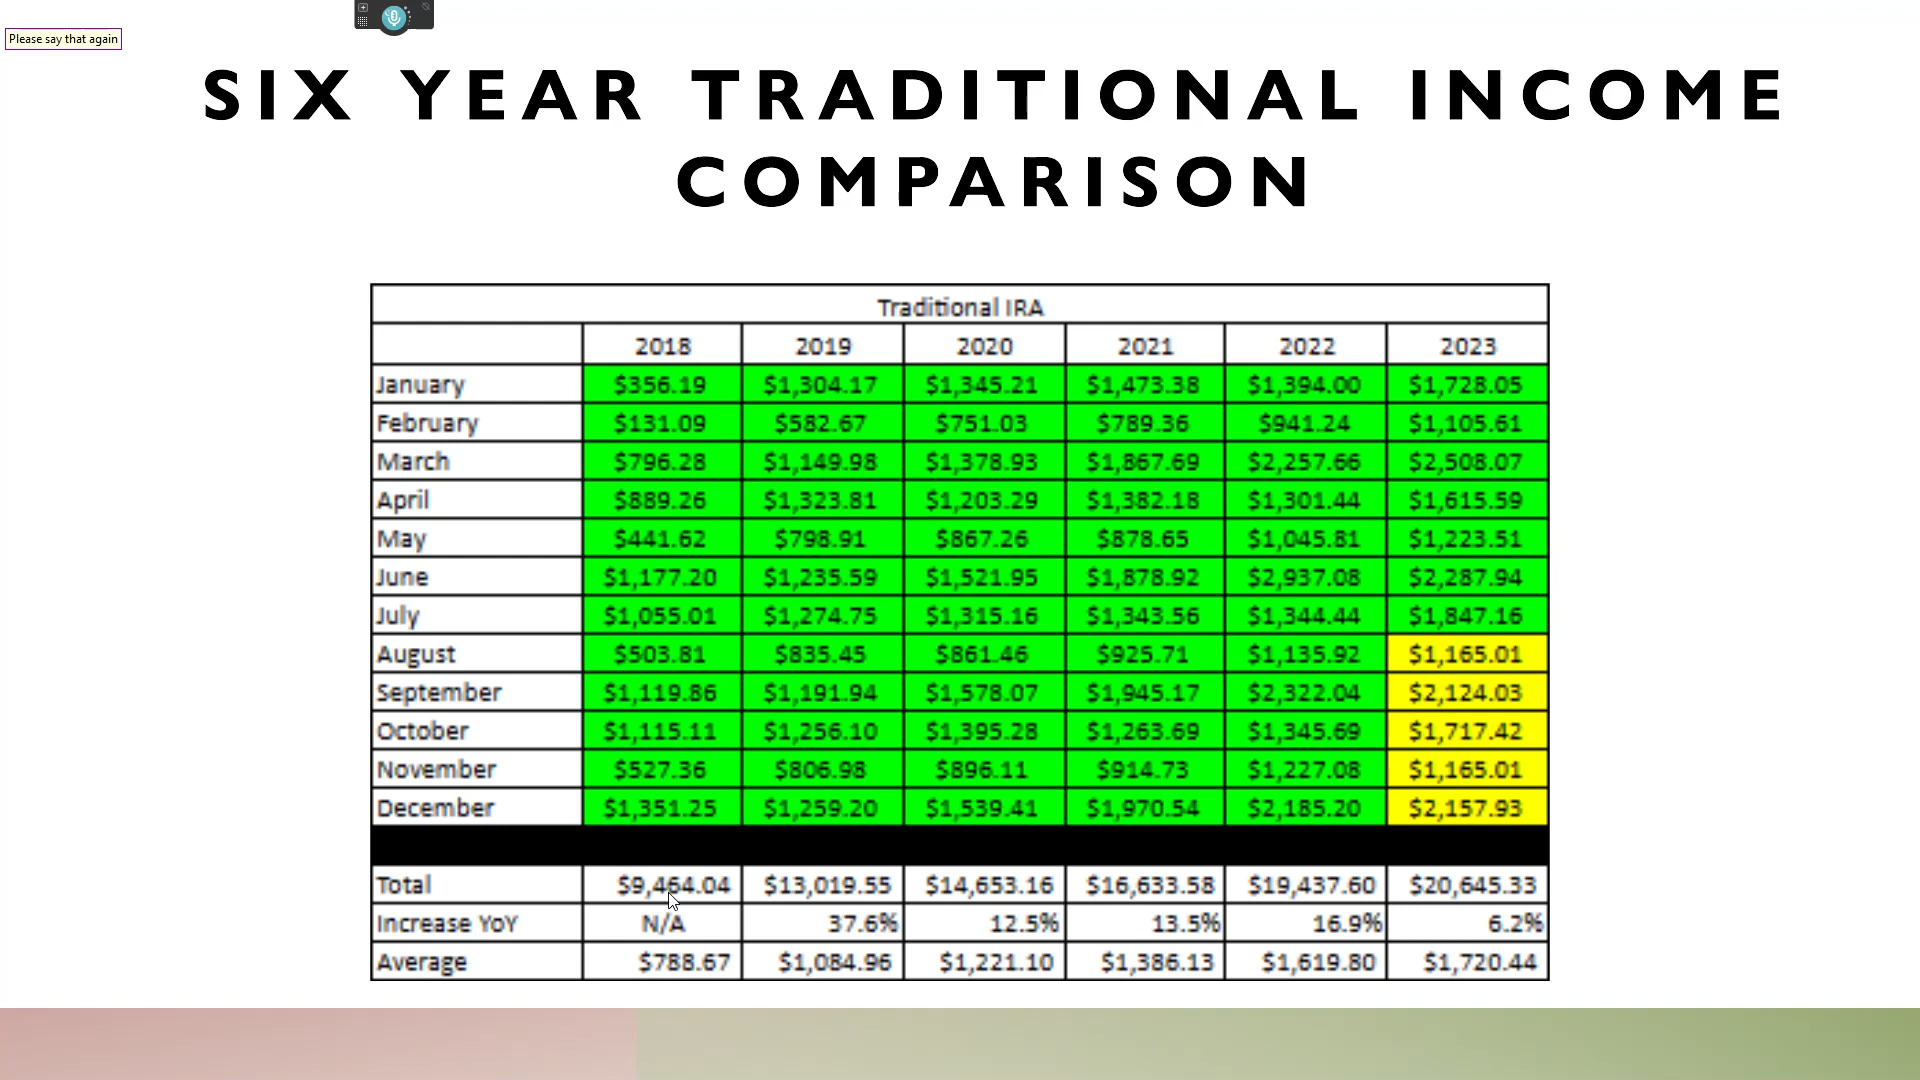 Please say that again
SIX YEAR TRADITIONAL INCOME
COMPARISON
Traditional IRA
2018 2019 2020 2021 2022 2023
January $356.19 $1,304.17 $1,345.21 $1,473.38 $1,394.00 $1,728.05
February $131.09 $582.67 $751.03 $789.36 $941.24 $1,105.61
March $796.28 $1,149.98 $1,378.93 $1,867.69 $2,257.66 $2,508.07
April $889.26 $1,323.81 $1,203.29 $1,382.18 $1,301.44 $1,615.59
May $441.62 $798.91 $867.26 $878.65 $1,045.81 $1,223.51
June $1,177.20 $1,235.59 $1,521.95 $1,878.92 $2,937.08 $2,287.94
July $1,055.01 $1,274.75 $1,315.16 $1,343.56 $1,344.44 $1,847.16
August $503.81 $835.45 $861.46 $925.71 $1,135.92 $1,165.01
September $1,119.86 $1,191.94 $1,578.07 $1,945.17 $2,322.04 $2,124.03
October $1,115.11 $1,256.10 $1,395.28 $1,263.69 $1,345.69 $1,717.42
November $527.36 $806.98 $896.11 $914.73 $1,227.08 $1,165.01
December $1,351.25 $1,259.20 $1,539.41 $1,970.54 $2,185.20 $2,157.93
Total $9,464.04 $13,019.55 $14,653.16 $16,633.58 $19,437.60 $20,645.33
Increase YoY N/A 37.6% 12.5% 13.5% 16.9% 6.2%
Average $788.67 $1,084.96 $1,221.10 $1,386.13 $1,619.80 $1,720.44